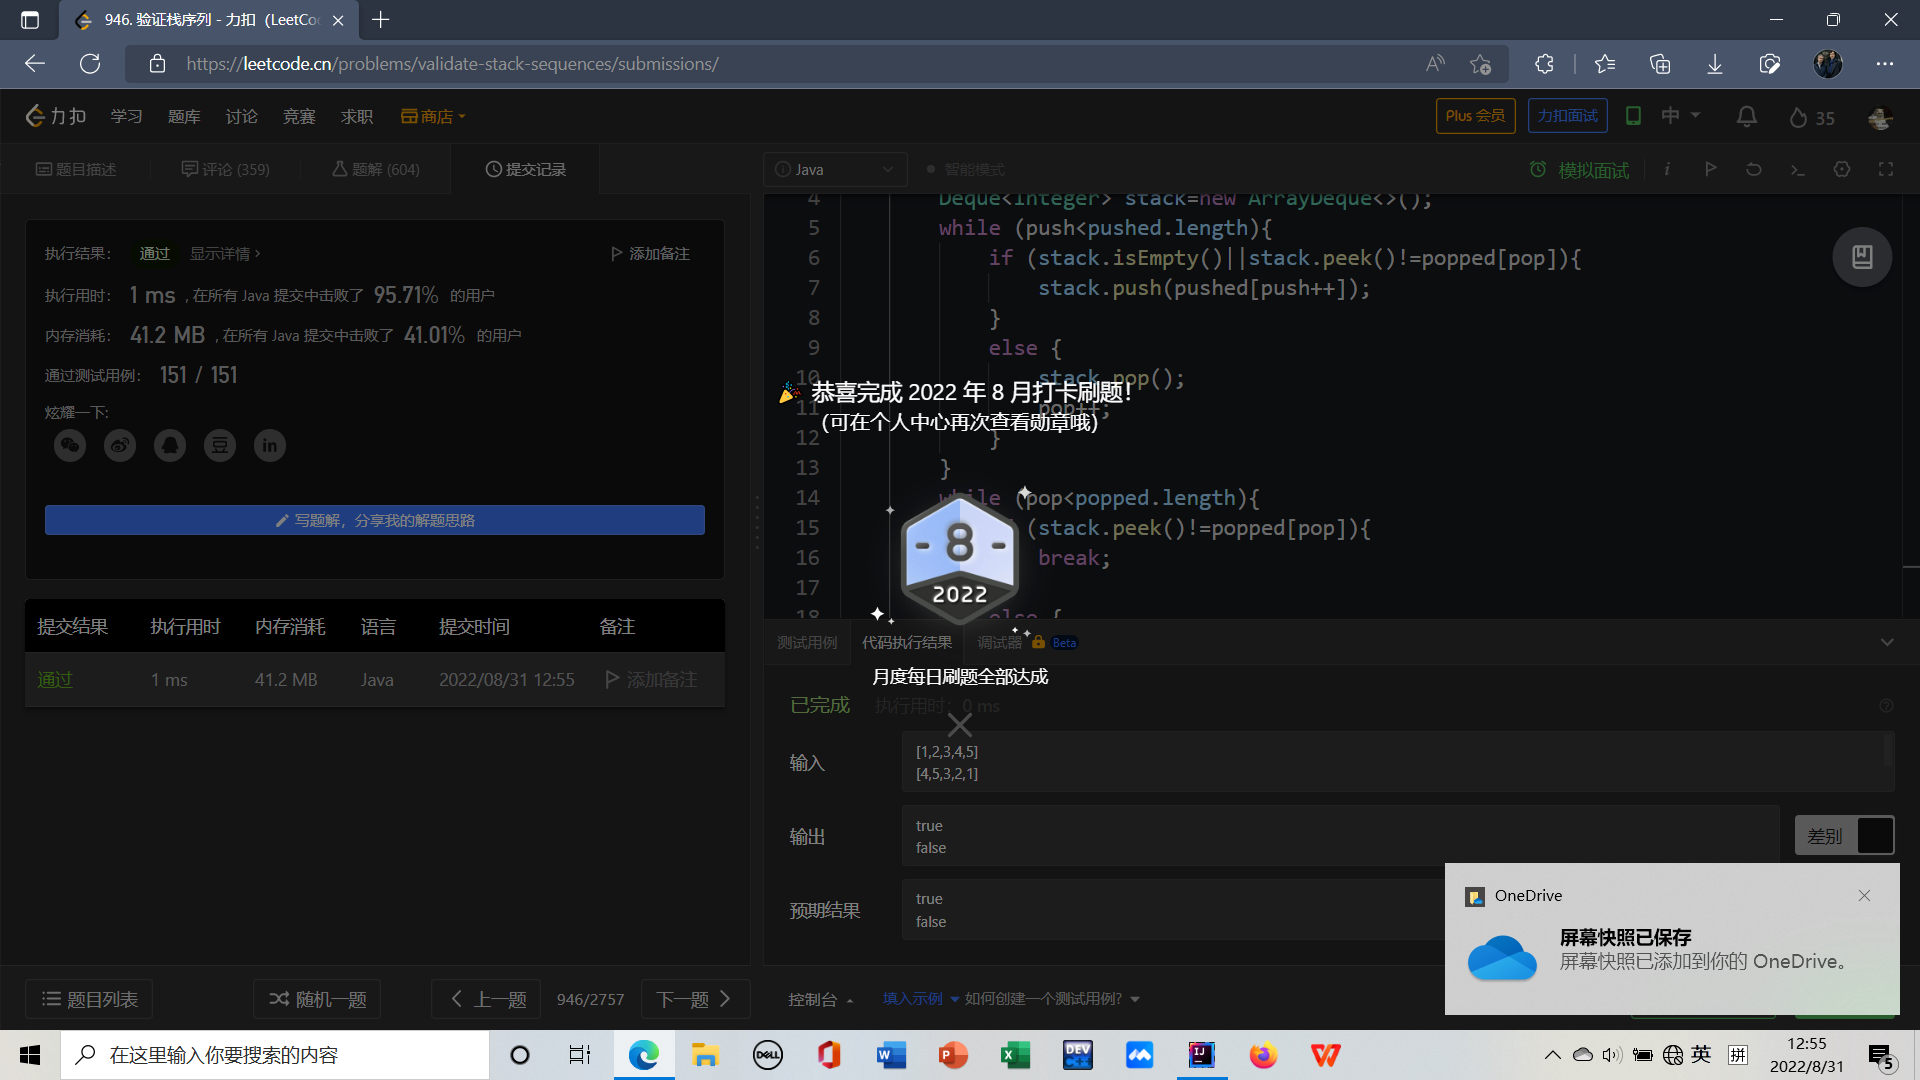 946. 验证栈序列 - 力扣（LeetCo
https://leetcode.cn/problems/validate-stack-sequences/submissions/
力扣
学习
题库
讨论
竞赛
求职
商店
Plus 会员
力扣面试
中
35
题目描述
评论 (359)
题解 (604)
提交记录
Java
智能模式
模拟面试
执行结果：
通过
显示详情 >
添加备注
执行用时： 1 ms , 在所有 Java 提交中击败了 95.71% 的用户
内存消耗： 41.2 MB , 在所有 Java 提交中击败了 41.01% 的用户
通过测试用例： 151 / 151
炫耀一下:
写题解，分享我的解题思路
提交结果 执行用时 内存消耗 语言 提交时间 备注
通过 1 ms 41.2 MB Java 2022/08/31 12:55 添加备注
4 Deque<Integer> stack=new ArrayDeque<>();
5 while (push<pushed.length){
6 if (stack.isEmpty()||stack.peek()!=popped[pop]){
7 stack.push(pushed[push++]);
8 }
9 else {
10 stack.pop();
11 pop++;
12 }
13 }
14 while (pop<popped.length){
15 (stack.peek()!=popped[pop]){
16 break;
17
18 else {
恭喜完成 2022 年 8 月打卡刷题！
(可在个人中心再次查看勋章哦)
8
2022
月度每日刷题全部达成
测试用例
代码执行结果
调试器
Beta
已完成
执行用时：0 ms
输入
[1,2,3,4,5]
[4,5,3,2,1]
输出
true
false
差别
预期结果
true
false
OneDrive
屏幕快照已保存
屏幕快照已添加到你的 OneDrive。
题目列表
随机一题
上一题
946/2757
下一题
控制台
填入示例
如何创建一个测试用例?
在这里输入你要搜索的内容
DELL
W
P
X
DEV C++
IJ
英
拼
12:55
2022/8/31
5